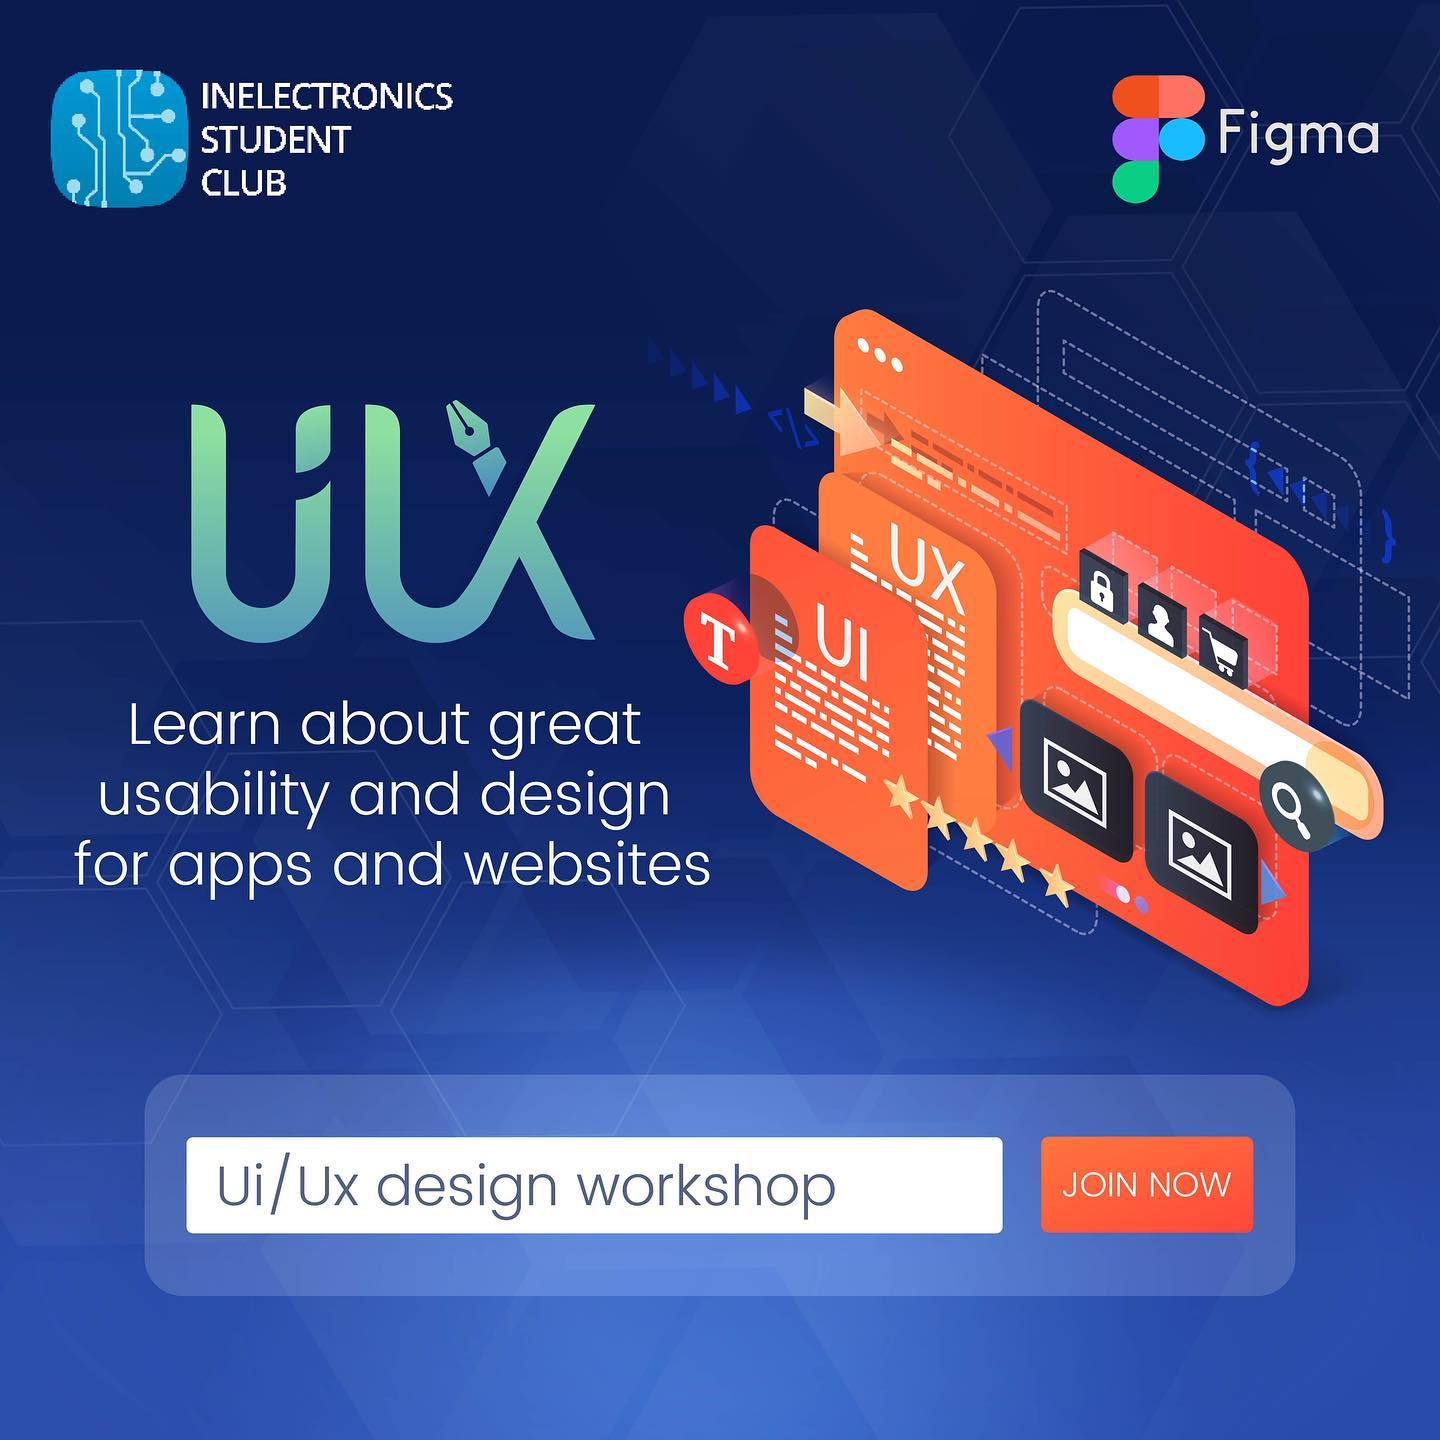 INELECTRONICS
STUDENT
CLUB
Figma
UIUX
Learn about great
usability and design
for apps and websites
UX
UI
T
Ui/Ux design workshop
JOIN NOW